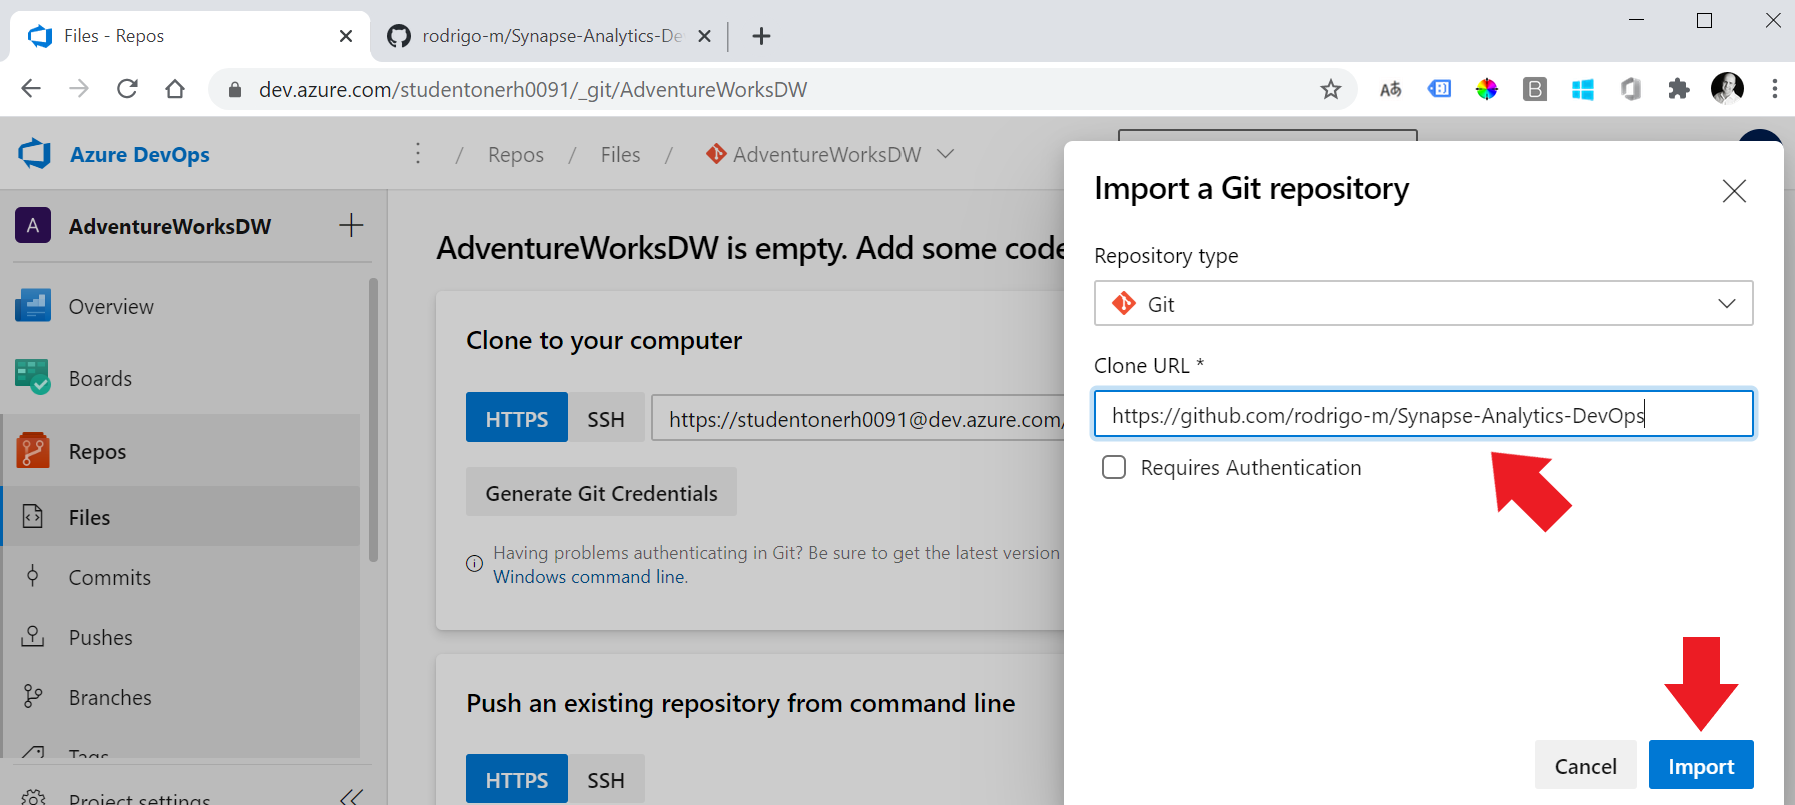 Files - Repos
rodrigo-m/Synapse-Analytics-De
dev.azure.com/studentonerh0091/_git/AdventureWorksDW
Azure DevOps
/ Repos / Files / AdventureWorksDW
A AdventureWorksDW
Overview
Boards
Repos
Files
Commits
Pushes
Branches
Tags
Project settings
AdventureWorksDW is empty. Add some code
Clone to your computer
HTTPS SSH https://studentonerh0091@dev.azure.com/
Generate Git Credentials
Having problems authenticating in Git? Be sure to get the latest version
Windows command line.
Push an existing repository from command line
HTTPS SSH
Import a Git repository
Repository type
Git
Clone URL *
https://github.com/rodrigo-m/Synapse-Analytics-DevOps
Requires Authentication
Cancel Import